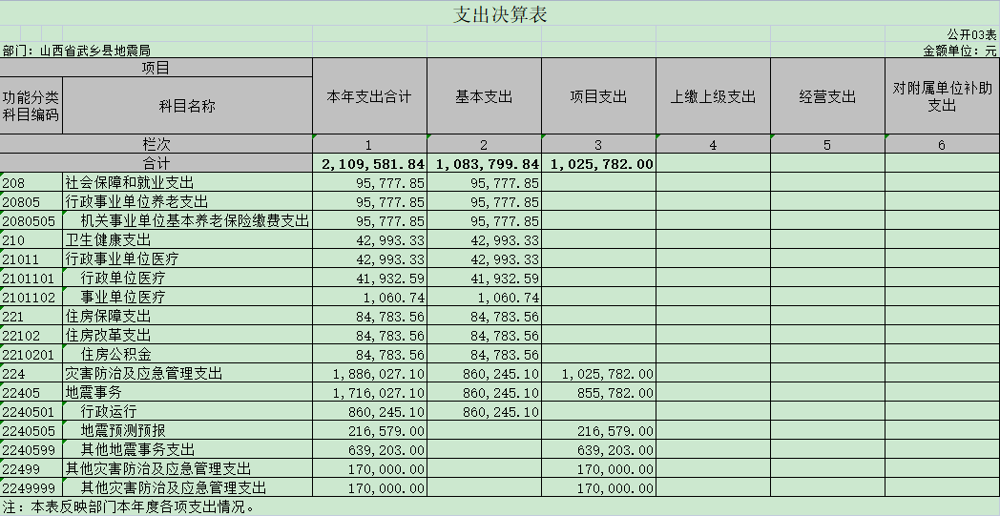 支出决算表
公开03表
部门：山西省武乡县地震局 金额单位：元
项目 本年支出合计 基本支出 项目支出 上缴上级支出 经营支出 对附属单位补助支出
功能分类科目编码 科目名称
栏次 1 2 3 4 5 6
合计 2,109,581.84 1,083,799.84 1,025,782.00
208 社会保障和就业支出 95,777.85 95,777.85
20805 行政事业单位养老支出 95,777.85 95,777.85
2080505 机关事业单位基本养老保险缴费支出 95,777.85 95,777.85
210 卫生健康支出 42,993.33 42,993.33
21011 行政事业单位医疗 42,993.33 42,993.33
2101101 行政单位医疗 41,932.59 41,932.59
2101102 事业单位医疗 1,060.74 1,060.74
221 住房保障支出 84,783.56 84,783.56
22102 住房改革支出 84,783.56 84,783.56
2210201 住房公积金 84,783.56 84,783.56
224 灾害防治及应急管理支出 1,886,027.10 860,245.10 1,025,782.00
22405 地震事务 1,716,027.10 860,245.10 855,782.00
2240501 行政运行 860,245.10 860,245.10
2240505 地震预测预报 216,579.00 216,579.00
2240599 其他地震事务支出 639,203.00 639,203.00
22499 其他灾害防治及应急管理支出 170,000.00 170,000.00
2249999 其他灾害防治及应急管理支出 170,000.00 170,000.00
注：本表反映部门本年度各项支出情况。